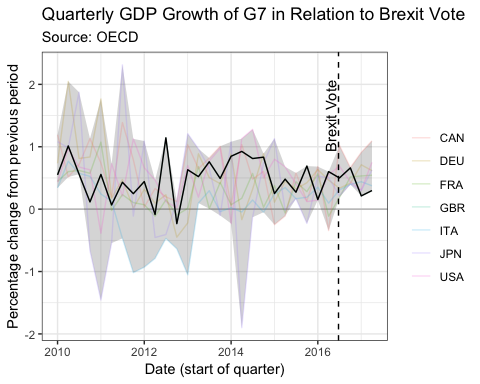 Quarterly GDP Growth of G7 in Relation to Brexit Vote
Source: OECD
Percentage change from previous period
2
1
0
-1
-2
Brexit Vote
2010
2012
2014
2016
Date (start of quarter)
CAN
DEU
FRA
GBR
ITA
JPN
USA